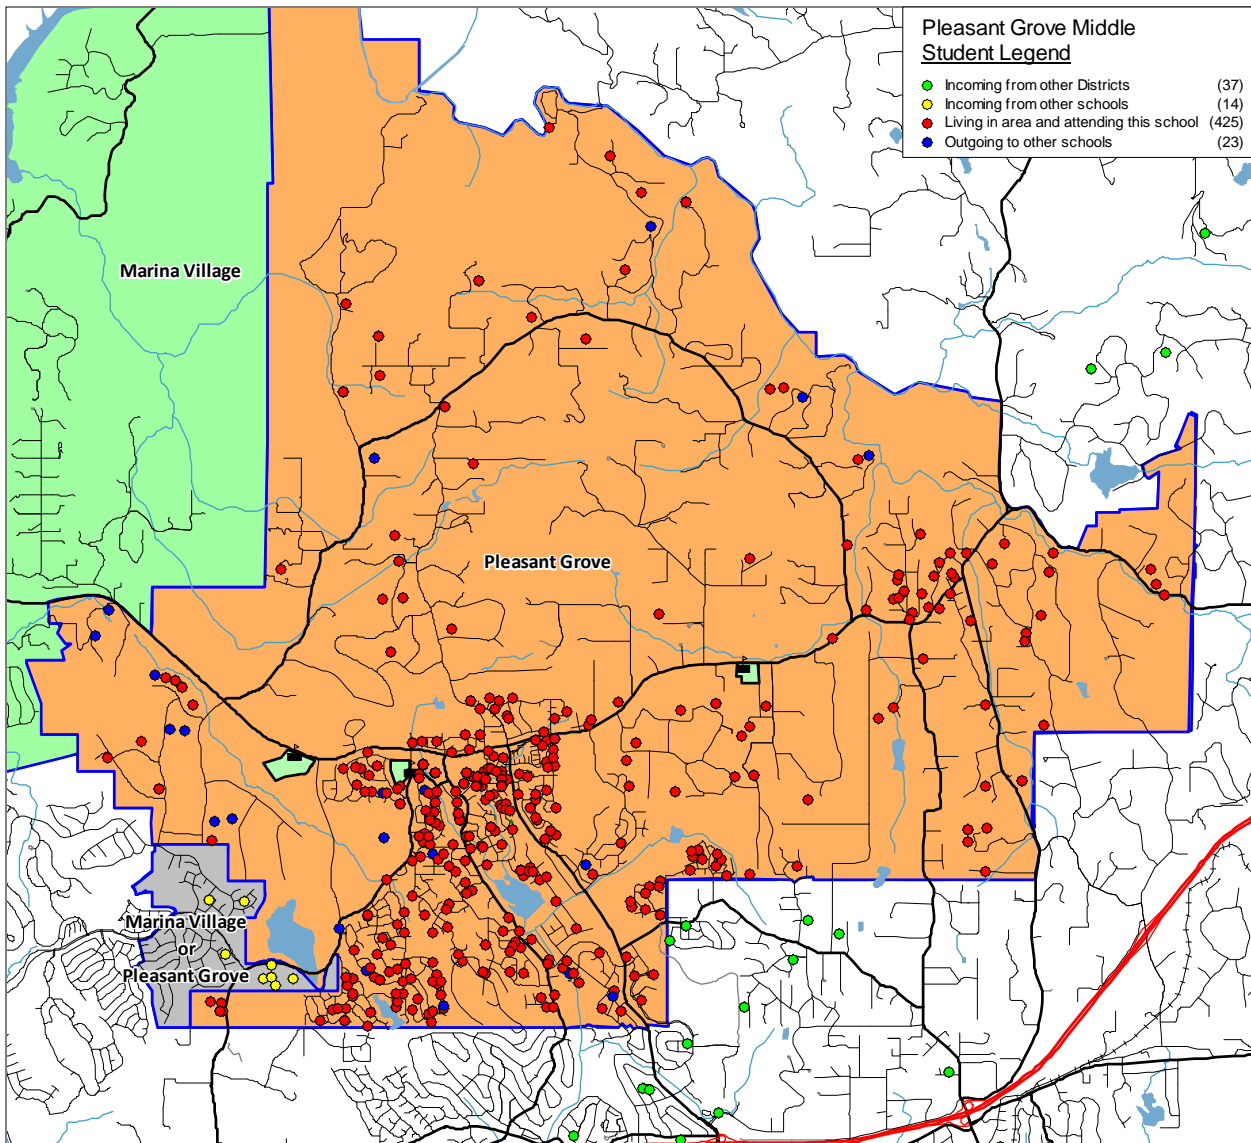 Pleasant Grove Middle
Student Legend
Incoming from other Districts (37)
Incoming from other schools (14)
Living in area and attending this school (425)
Outgoing to other schools (23)
Marina Village
Pleasant Grove
Marina Village
or
Pleasant Grove